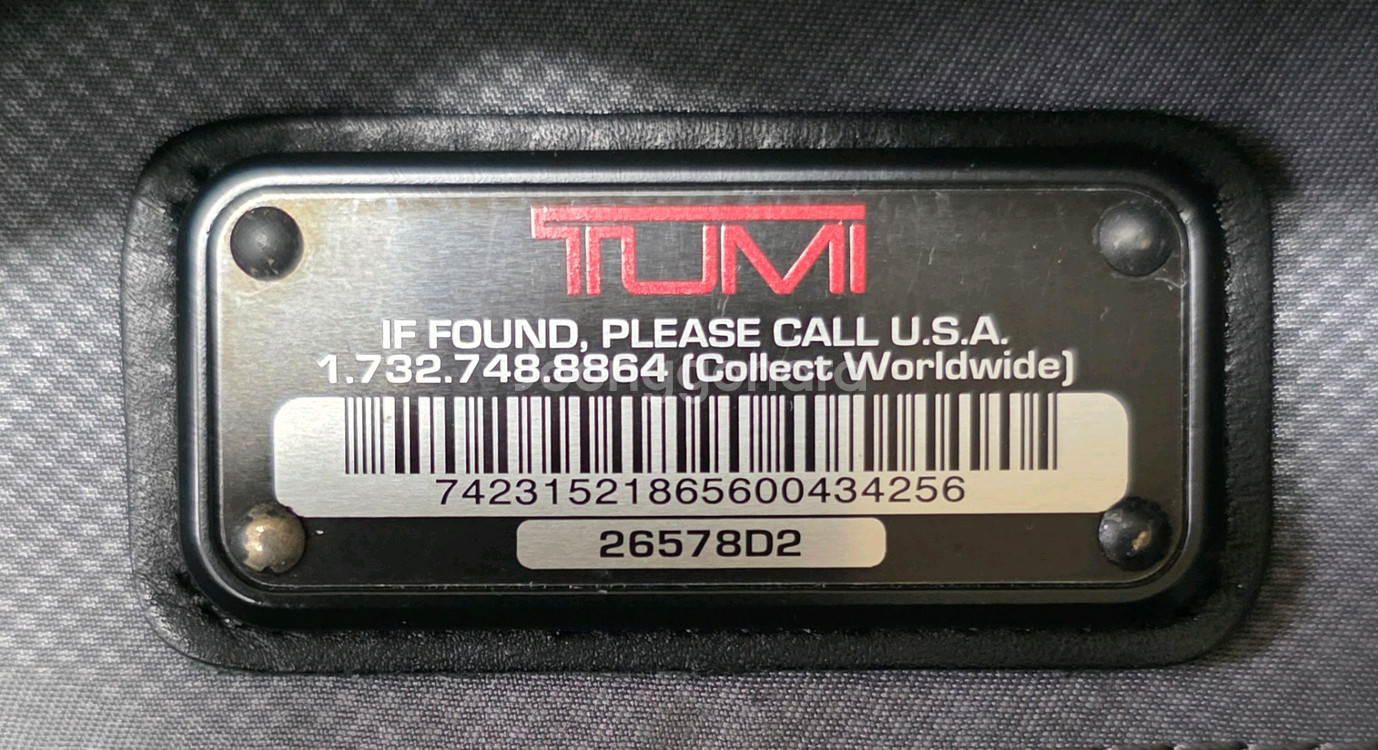 TUMI
IF FOUND, PLEASE CALL U.S.A.
1.732.748.8864 (Collect Worldwide)
74231521865600434256
26578D2